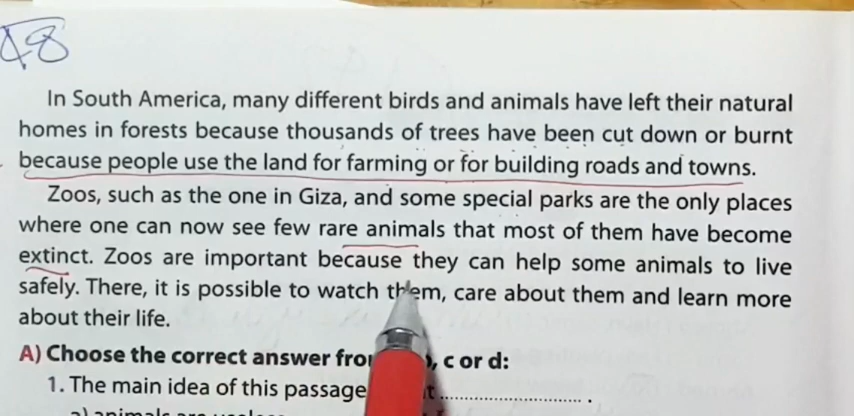 48
In South America, many different birds and animals have left their natural
homes in forests because thousands of trees have been cut down or burnt
because people use the land for farming or for building roads and towns.
Zoos, such as the one in Giza, and some special parks are the only places
where one can now see few rare animals that most of them have become
extinct. Zoos are important because they can help some animals to live
safely. There, it is possible to watch them, care about them and learn more
about their life.
A) Choose the correct answer c or d:
1. The main idea of this passage .............................. .